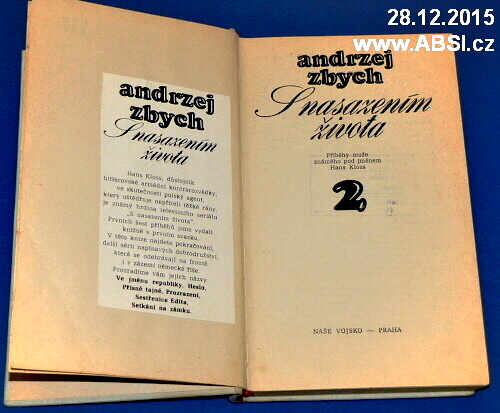 28.12.2015
www.ABSI.cz
andrzej
zbych
S nasazením
života
Hans Kloss, důstojník
hitlerovské armádní kontrarozvědky,
ve skutečnosti polský agent,
který uštědřuje nepříteli těžké rány,
je známý hrdina televizního seriálu
"S nasazením života".
Prvních šest příběhů jsme vydali
knižně v prvním svazku.
V této knize najdete pokračování,
další sérii napínavých dobrodružství,
která se odehrávají na frontě
i v zázemí německé říše.
Prozradíme vám jejich názvy:
Ve jménu republiky, Heslo,
Přísně tajné, Prozrazení,
Sestřenice Edita,
Setkání na zámku.
andrzej
zbych
S nasazením
života
Příběhy muže
známého pod jménem
Hans Kloss
2.
NAŠE VOJSKO — PRAHA